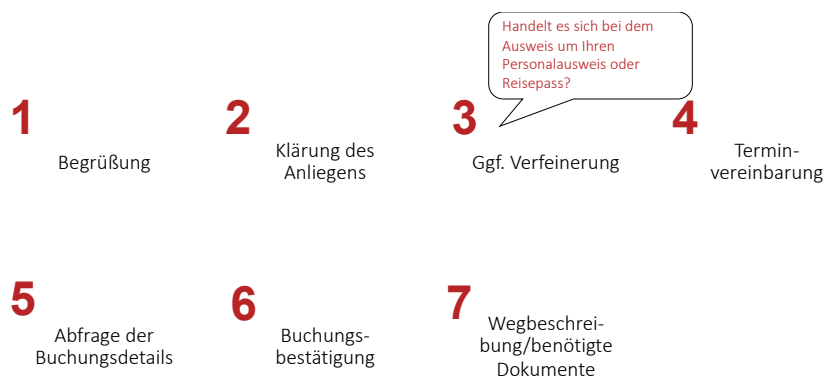 Handelt es sich bei dem
Ausweis um Ihren
Personalausweis oder
Reisepass?
1
Begrüßung
2
Klärung des
Anliegens
3
Ggf. Verfeinerung
4
Termin-
vereinbarung
5
Abfrage der
Buchungsdetails
6
Buchungs-
bestätigung
7
Wegbeschrei-
bung/benötigte
Dokumente